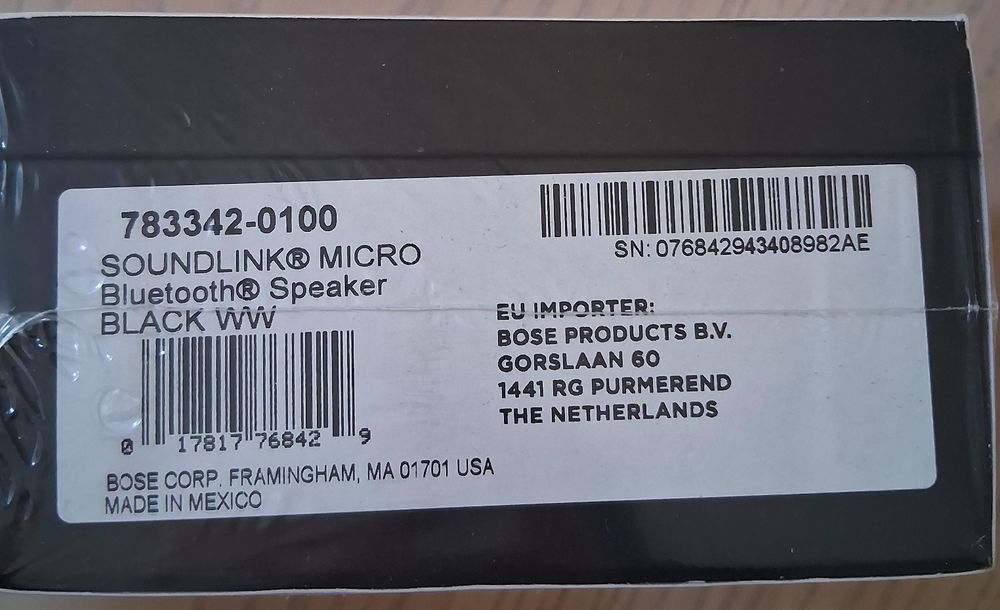 783342-0100
SOUNDLINK® MICRO
Bluetooth® Speaker
BLACK WW
0 17817 76842 9
BOSE CORP. FRAMINGHAM, MA 01701 USA
MADE IN MEXICO
SN: 076842943408982AE
EU IMPORTER:
BOSE PRODUCTS B.V.
GORSLAAN 60
1441 RG PURMEREND
THE NETHERLANDS